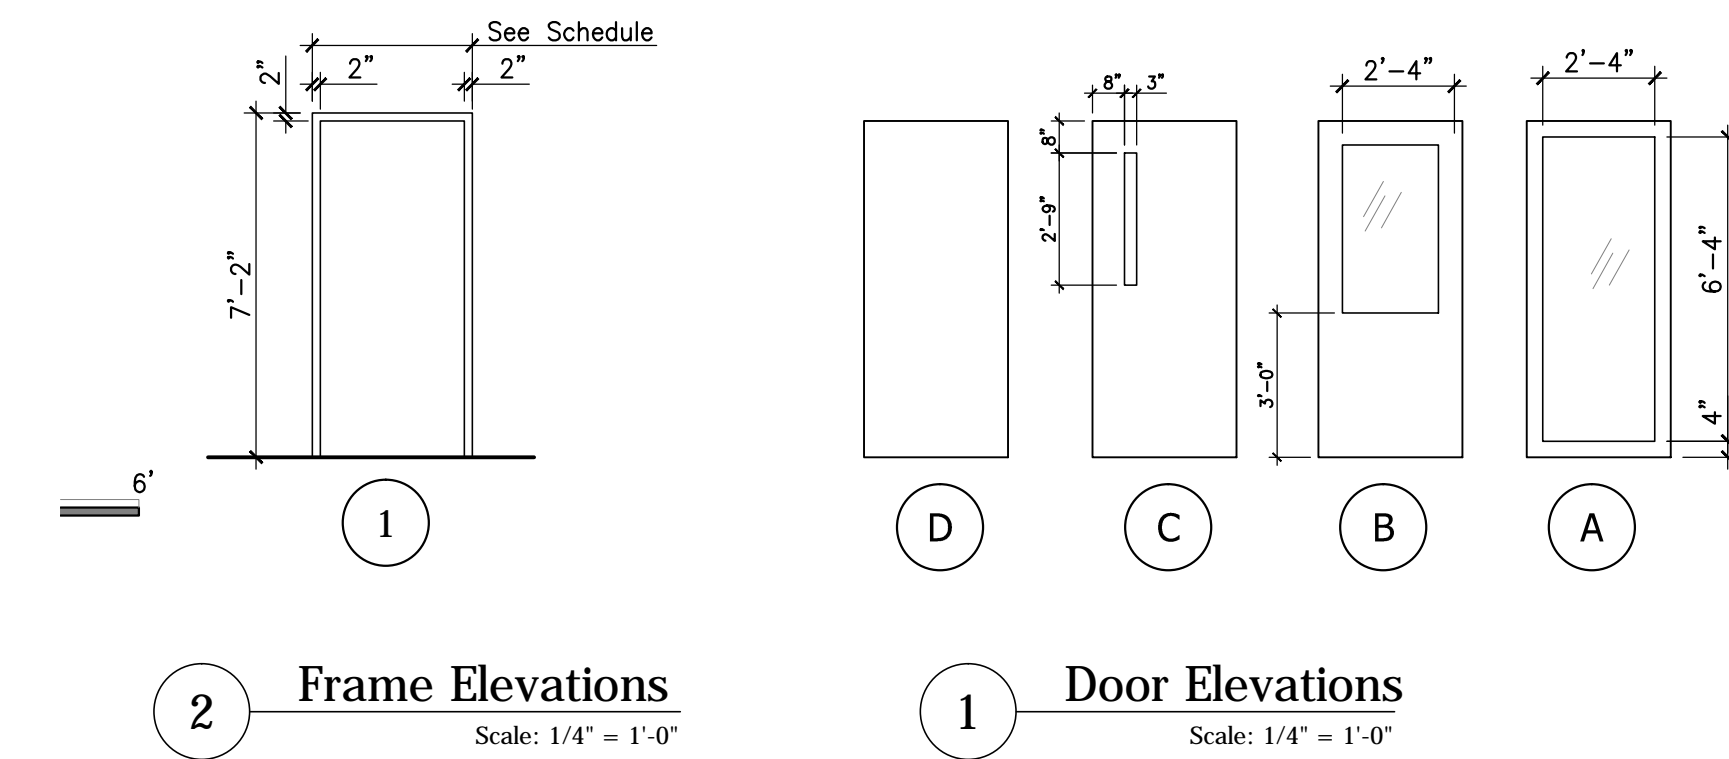 See Schedule
2”
2”
2”
7’-2”
6’
1
8”
3”
8”
2’-9”
2’-4”
3’-0”
2’-4”
6’-4”
4”
D
C
B
A
2
Frame Elevations
Scale: 1/4" = 1'-0"
1
Door Elevations
Scale: 1/4" = 1'-0"